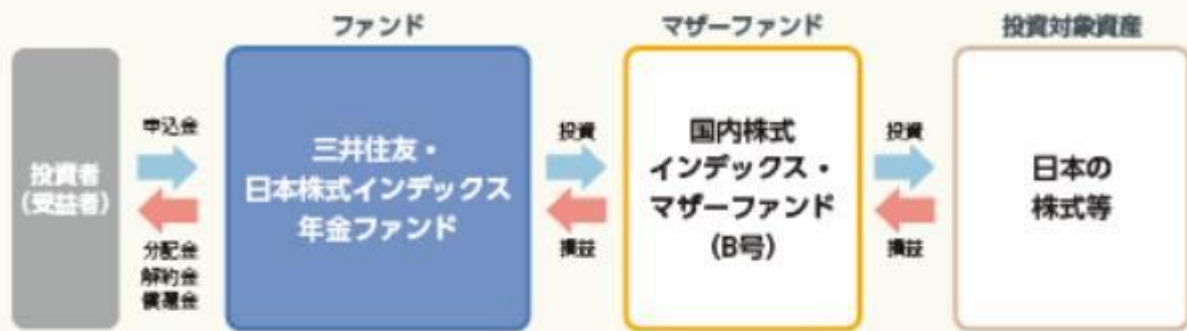 ファンド
マザーファンド
投資対象資産
投資者
(受益者)
申込金
分配金
解約金
償還金
三井住友・
日本株式インデックス
年金ファンド
投資
損益
国内株式
インデックス・
マザーファンド
(B号)
投資
損益
日本の
株式等